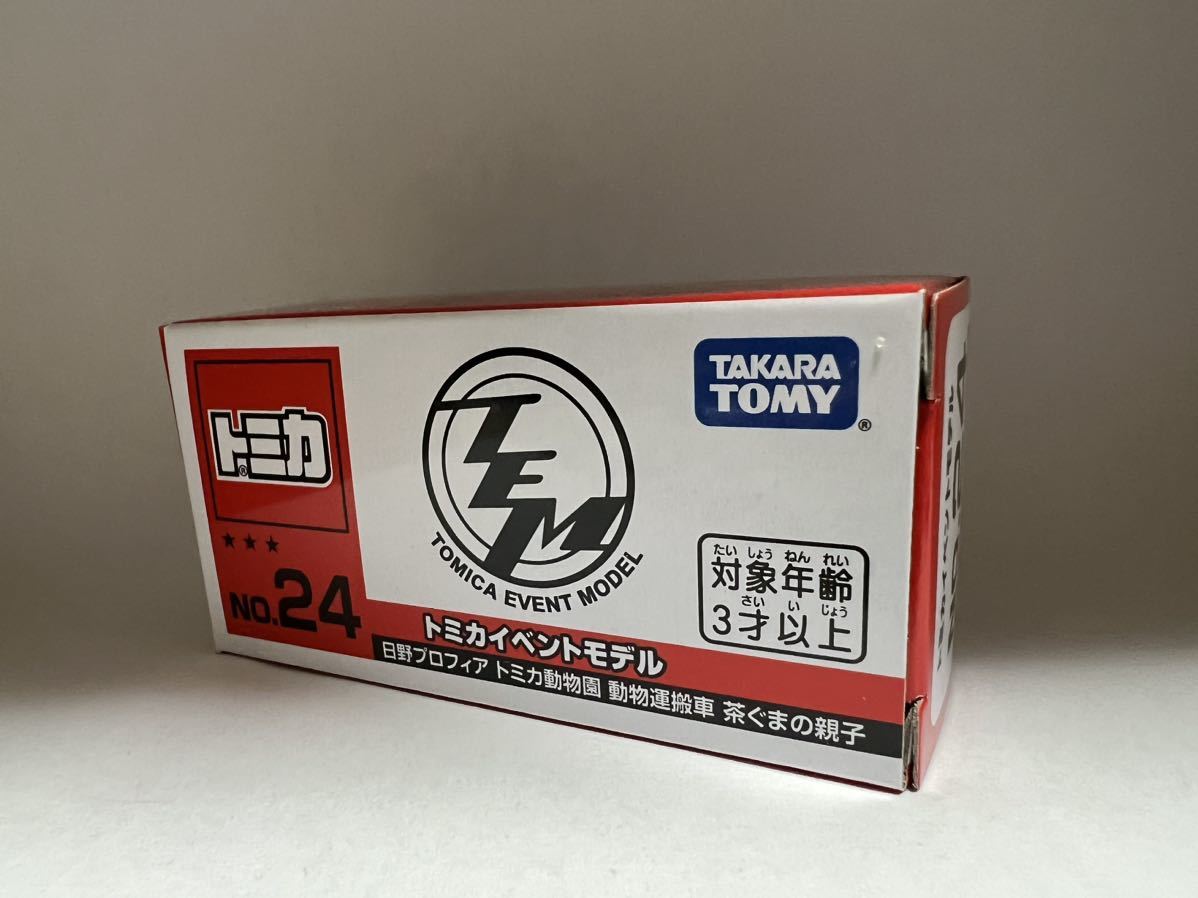 トミカ®
★★★
NO.24
TEM
TOMICA EVENT MODEL
TAKARA
TOMY®
たいしょうねんれい
対象年齢
さいいじょう
3才以上
トミカイベントモデル
日野プロフィア トミカ動物園 動物運搬車 茶ぐまの親子